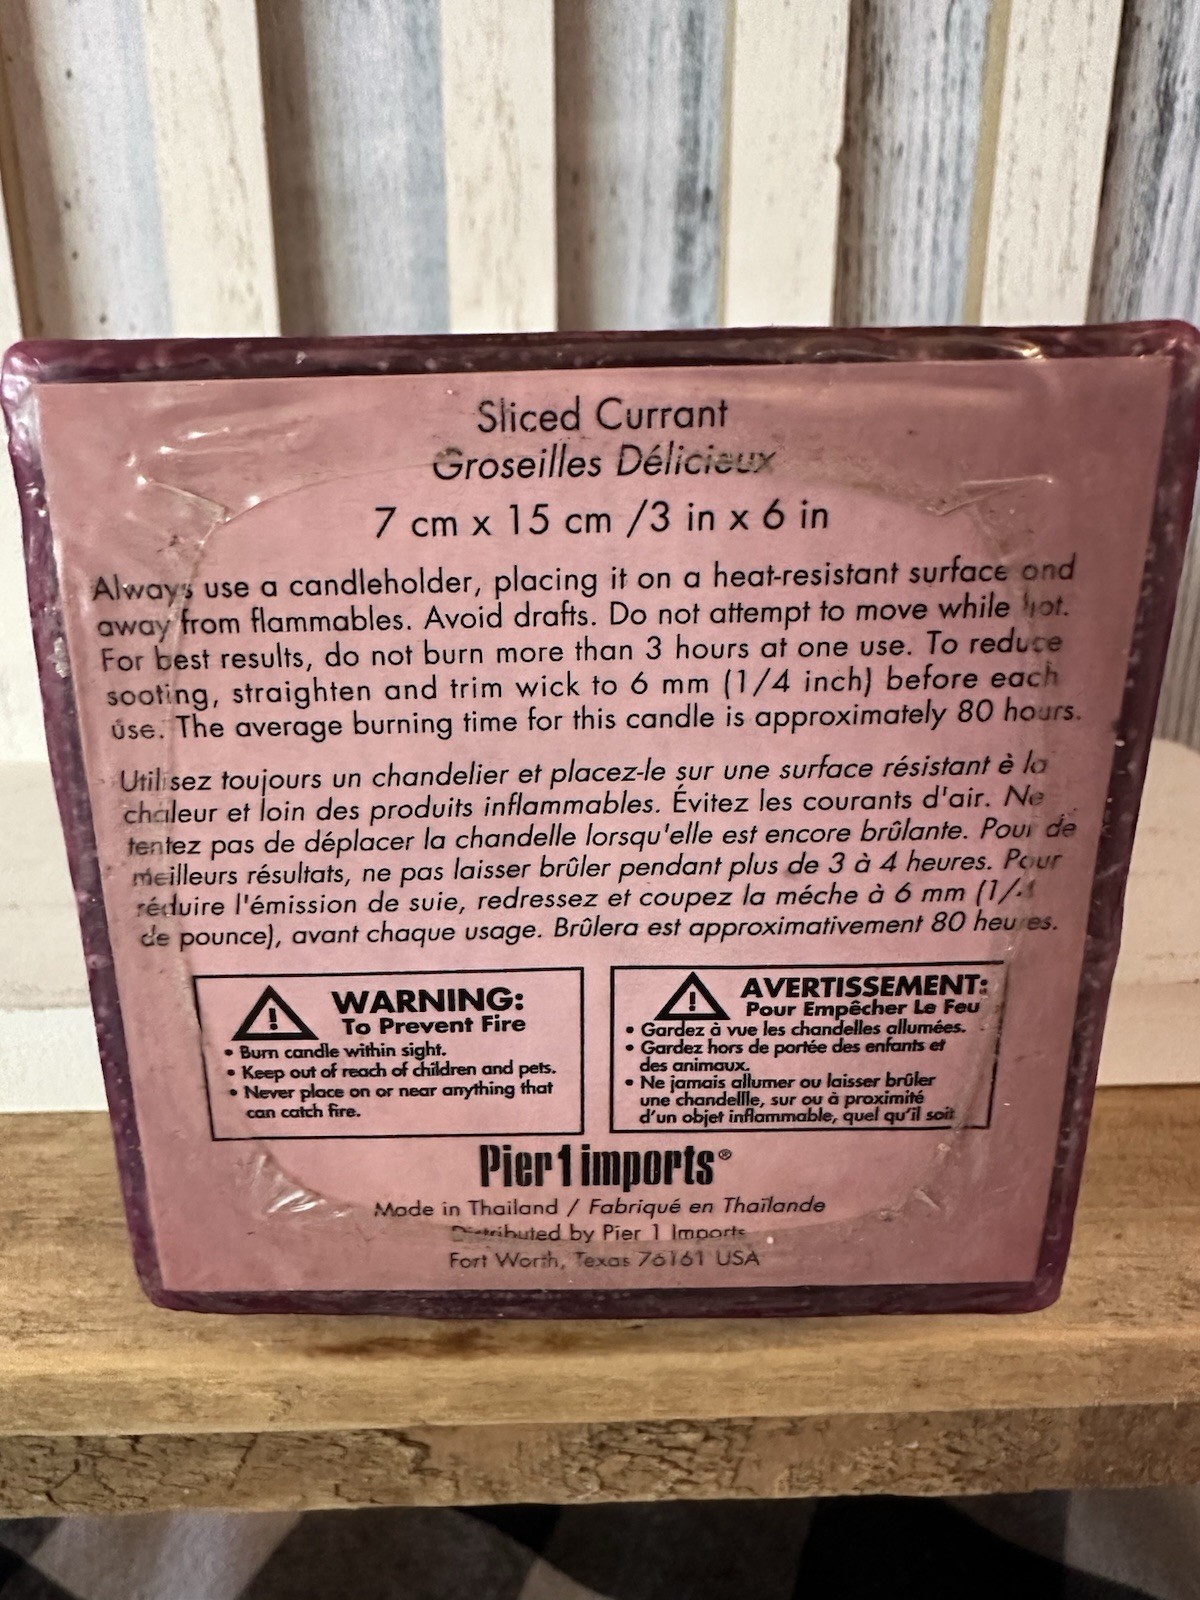 Sliced Currant
Groseilles Délicieux
7 cm x 15 cm /3 in x 6 in
Always use a candleholder, placing it on a heat-resistant surface and
away from flammables. Avoid drafts. Do not attempt to move while hot.
For best results, do not burn more than 3 hours at one use. To reduce
sooting, straighten and trim wick to 6 mm (1/4 inch) before each
use. The average burning time for this candle is approximately 80 hours.
Utilisez toujours un chandelier et placez-le sur une surface résistant è la
chaleur et loin des produits inflammables. Évitez les courants d'air. Ne
tentez pas de déplacer la chandelle lorsqu'elle est encore brûlante. Pour de
meilleurs résultats, ne pas laisser brûler pendant plus de 3 à 4 heures. Pour
réduire l'émission de suie, redressez et coupez la méche à 6 mm (1/4
de pounce), avant chaque usage. Brûlera est approximativement 80 heures.
WARNING:
To Prevent Fire
• Burn candle within sight.
• Keep out of reach of children and pets.
• Never place on or near anything that
can catch fire.
AVERTISSEMENT:
Pour Empêcher Le Feu
• Gardez à vue les chandelles allumées.
• Gardez hors de portée des enfants et
des animaux.
• Ne jamais allumer ou laisser brûler
une chandellle, sur ou à proximité
d'un objet inflammable, quel qu'il soit
Pier 1 imports®
Made in Thailand / Fabriqué en Thaïlande
Distributed by Pier 1 Imports
Fort Worth, Texas 76161 USA